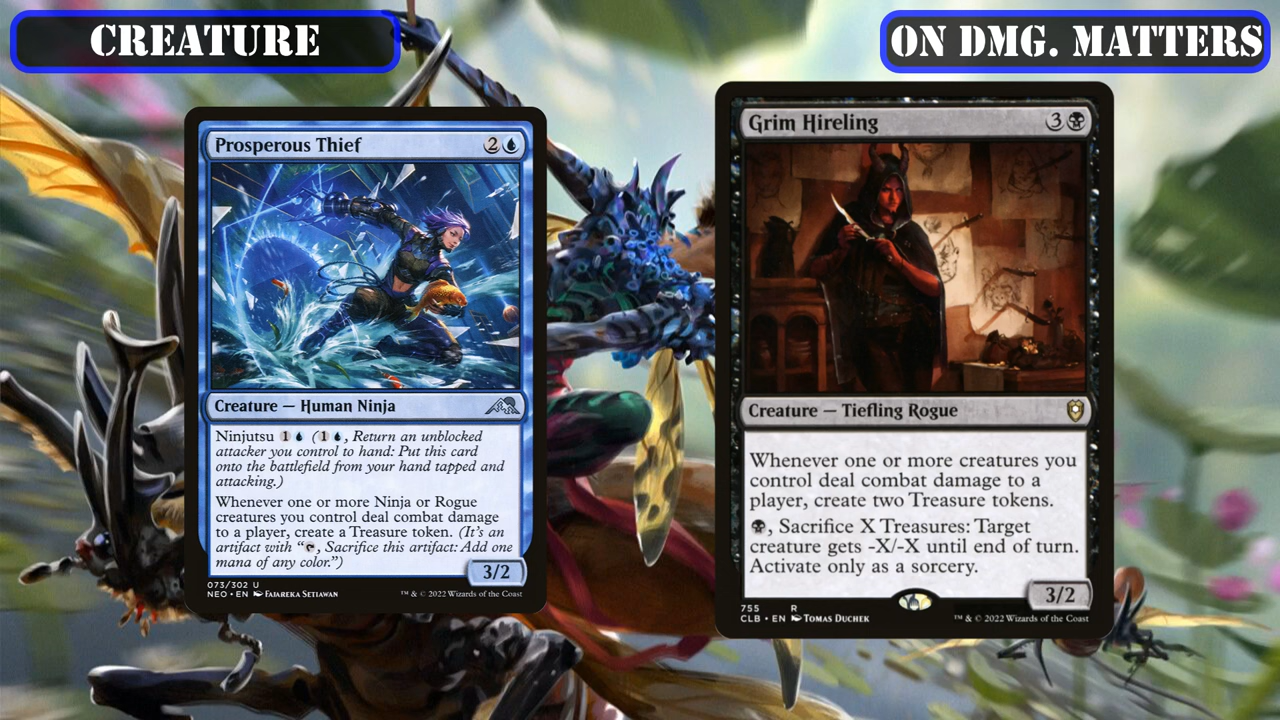 CREATURE
ON DMG. MATTERS
Prosperous Thief 2
Creature — Human Ninja
Ninjutsu 1 (1, Return an unblocked
attacker you control to hand: Put this card
onto the battlefield from your hand tapped and
attacking.)
Whenever one or more Ninja or Rogue
creatures you control deal combat damage
to a player, create a Treasure token. (It's an
artifact with “, Sacrifice this artifact: Add one
mana of any color.”)
3/2
073/302 U
NEO • EN Fajareka Setiawan
™ & © 2022 Wizards of the Coast
Grim Hireling 3
Creature — Tiefling Rogue
Whenever one or more creatures you
control deal combat damage to a
player, create two Treasure tokens.
, Sacrifice X Treasures: Target
creature gets -X/-X until end of turn.
Activate only as a sorcery.
3/2
755 R
CLB • EN Tomas Duchek
™ & © 2022 Wizards of the Coast